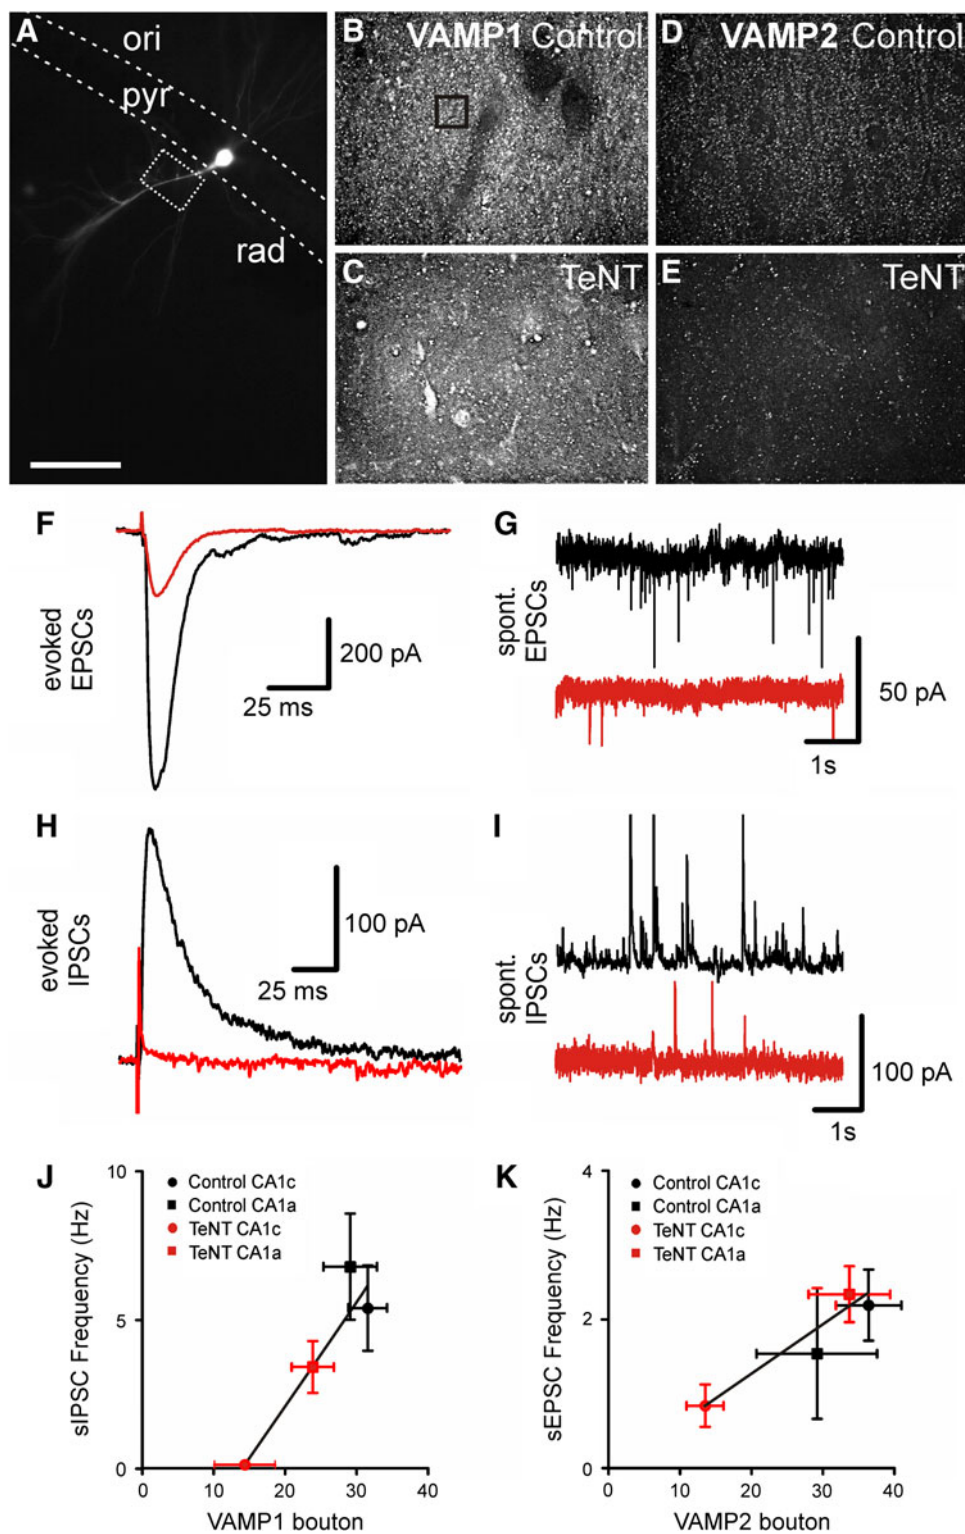 A
ori
pyr
rad
B VAMP1 Control
C TeNT
D VAMP2 Control
E TeNT
F
evoked
EPSCs
200 pA
25 ms
G
spont.
EPSCs
50 pA
1s
H
evoked
IPSCs
100 pA
25 ms
I
spont.
IPSCs
100 pA
1s
J
Control CA1c
Control CA1a
TeNT CA1c
TeNT CA1a
sIPSC Frequency (Hz)
10
5
0
0 10 20 30 40
VAMP1 bouton
K
Control CA1c
Control CA1a
TeNT CA1c
TeNT CA1a
sEPSC Frequency (Hz)
4
2
0
0 10 20 30 40
VAMP2 bouton